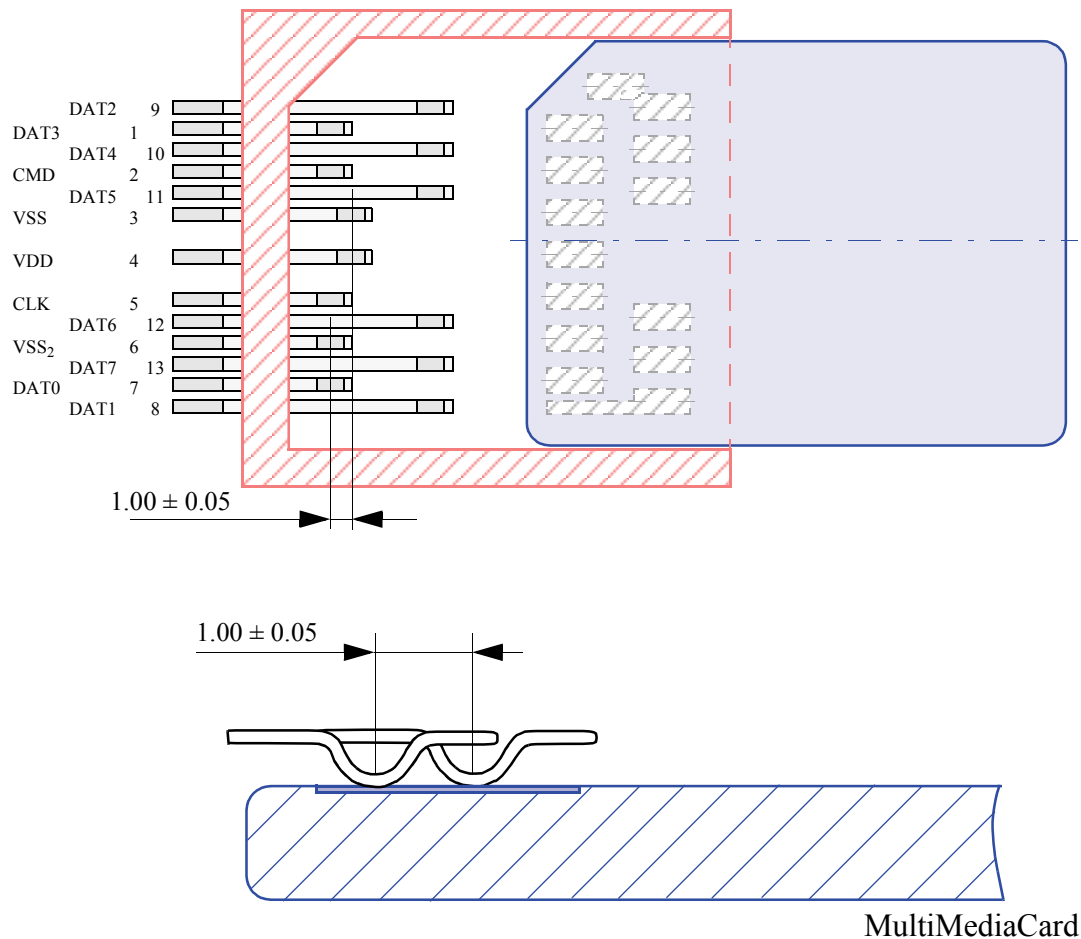 DAT2 9
DAT3 1
DAT4 10
CMD 2
DAT5 11
VSS 3
VDD 4
CLK 5
DAT6 12
VSS2 6
DAT7 13
DAT0 7
DAT1 8
1.00 ± 0.05
1.00 ± 0.05
MultiMediaCard